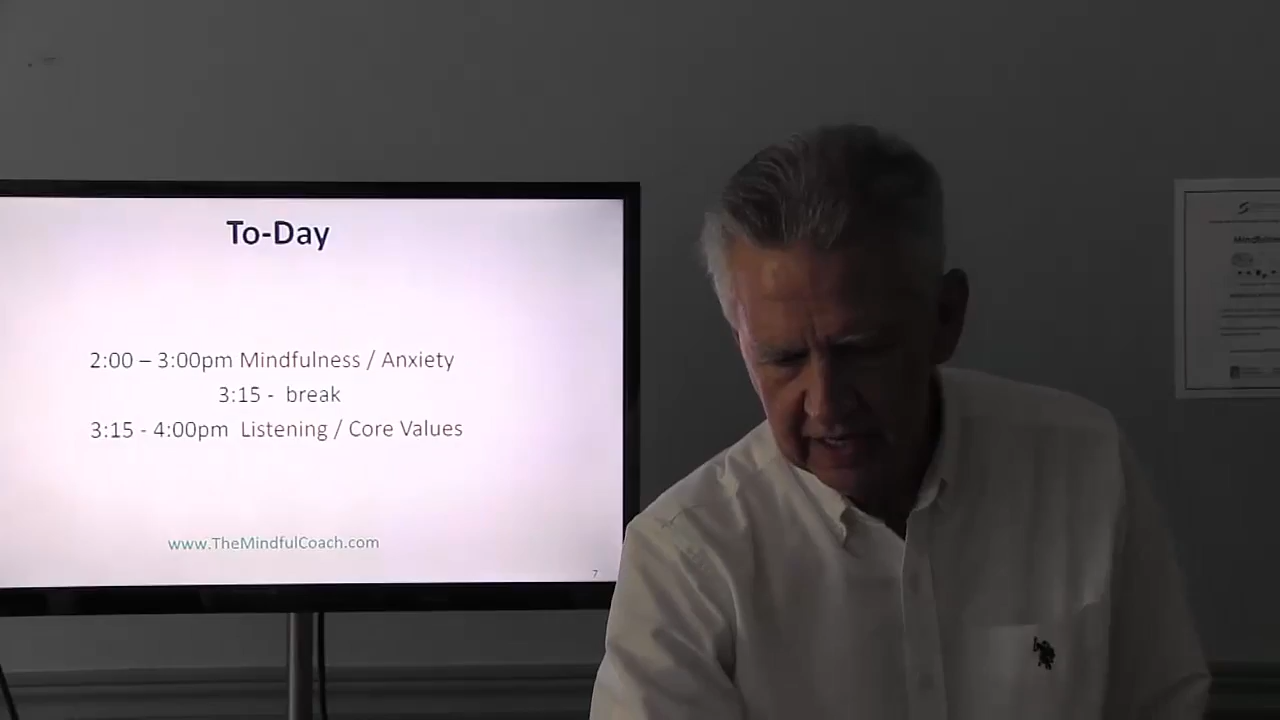 To-Day
2:00 – 3:00pm Mindfulness / Anxiety
3:15 - break
3:15 - 4:00pm Listening / Core Values
www.TheMindfulCoach.com
7